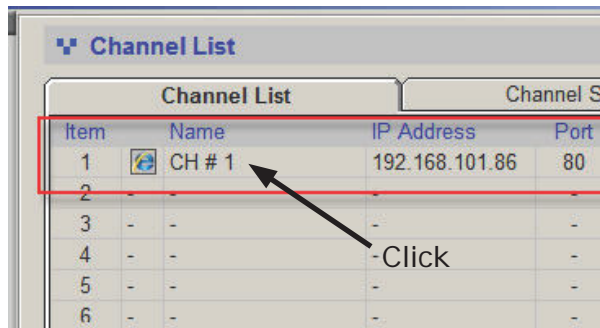 Channel List
Channel List Channel S
Item Name IP Address Port
1 CH # 1 192.168.101.86 80
2 - - - -
3 - - - -
4 - - - -
Click
5 - - - -
6 - - - -